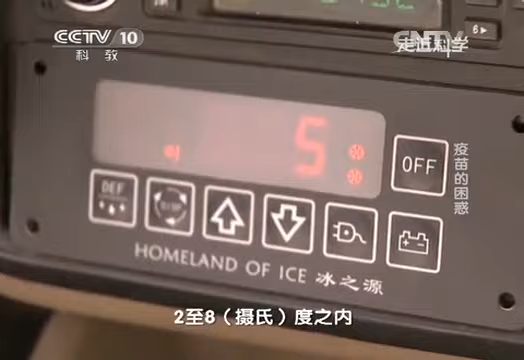 CCTV 10
科教
CNTV
走近科学
6
5
OFF
DEF
疫苗的困惑
HOMELAND OF ICE 冰之源
2至8（摄氏）度之内